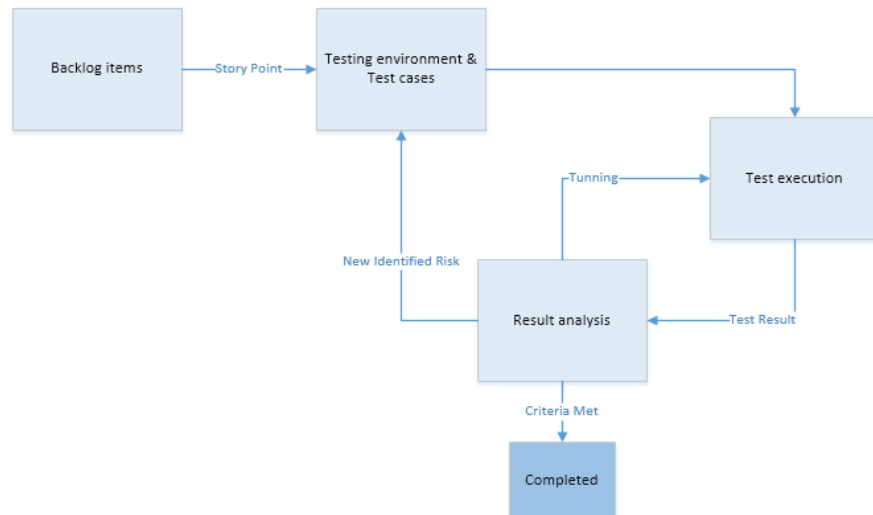 Backlog items
Story Point
Testing environment &
Test cases
Tunning
Test execution
New Identified Risk
Result analysis
Test Result
Criteria Met
Completed